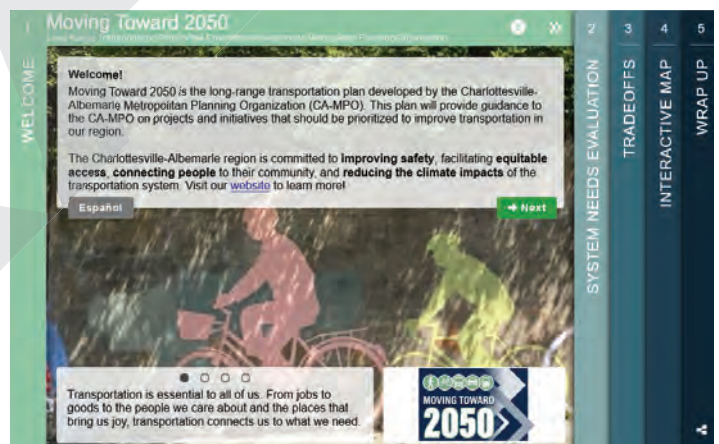 1
WELCOME
Moving Toward 2050
Welcome!
Moving Toward 2050 is the long-range transportation plan developed by the Charlottesville-
Albemarle Metropolitan Planning Organization (CA-MPO). This plan will provide guidance to
the CA-MPO on projects and initiatives that should be prioritized to improve transportation in
our region.
The Charlottesville-Albemarle region is committed to improving safety, facilitating equitable
access, connecting people to their community, and reducing the climate impacts of the
transportation system. Visit our website to learn more!
Español
Next
Transportation is essential to all of us. From jobs to
goods to the people we care about and the places that
bring us joy, transportation connects us to what we need.
MOVING TOWARD
2050
2
SYSTEM NEEDS EVALUATION
3
TRADEOFFS
4
INTERACTIVE MAP
5
WRAP UP